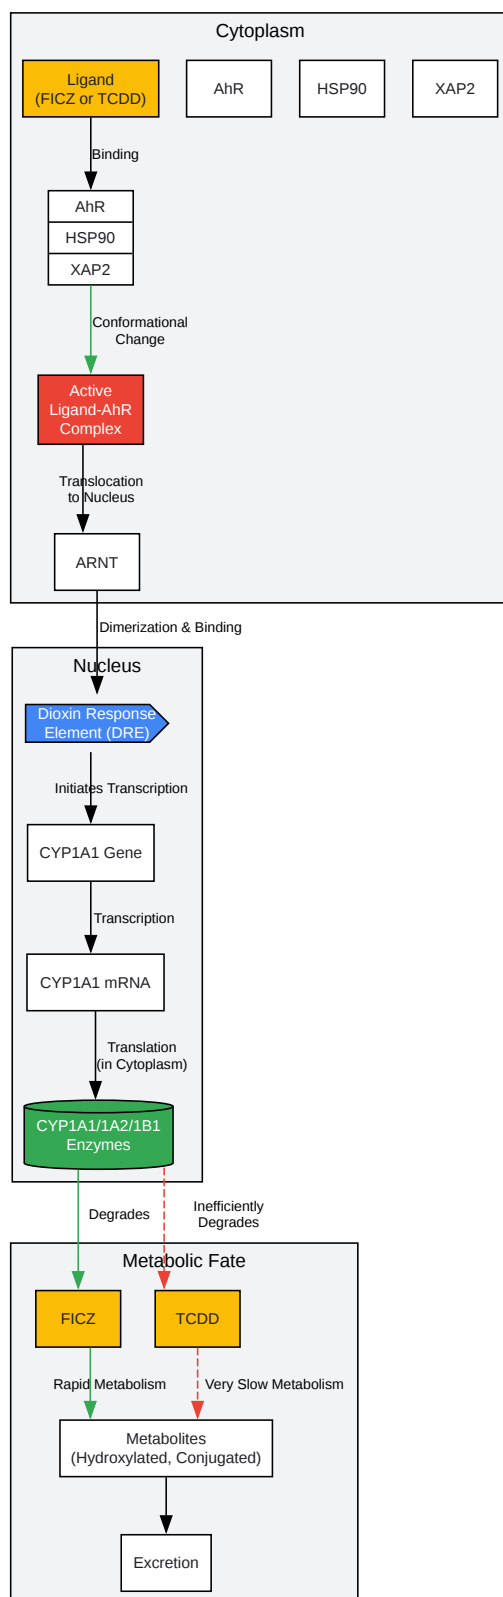 Cytoplasm
Ligand
(FICZ or TCDD)
AhR
HSP90
XAP2
Binding
AhR
HSP90
XAP2
Conformational
Change
Active
Ligand-AhR
Complex
Translocation
to Nucleus
ARNT
Dimerization & Binding
Nucleus
Dioxin Response
Element (DRE)
Initiates Transcription
CYP1A1 Gene
Transcription
CYP1A1 mRNA
Translation
(in Cytoplasm)
CYP1A1/1A2/1B1
Enzymes
Degrades
Inefficiently
Degrades
Metabolic Fate
FICZ
TCDD
Rapid Metabolism
Very Slow Metabolism
Metabolites
(Hydroxylated, Conjugated)
Excretion